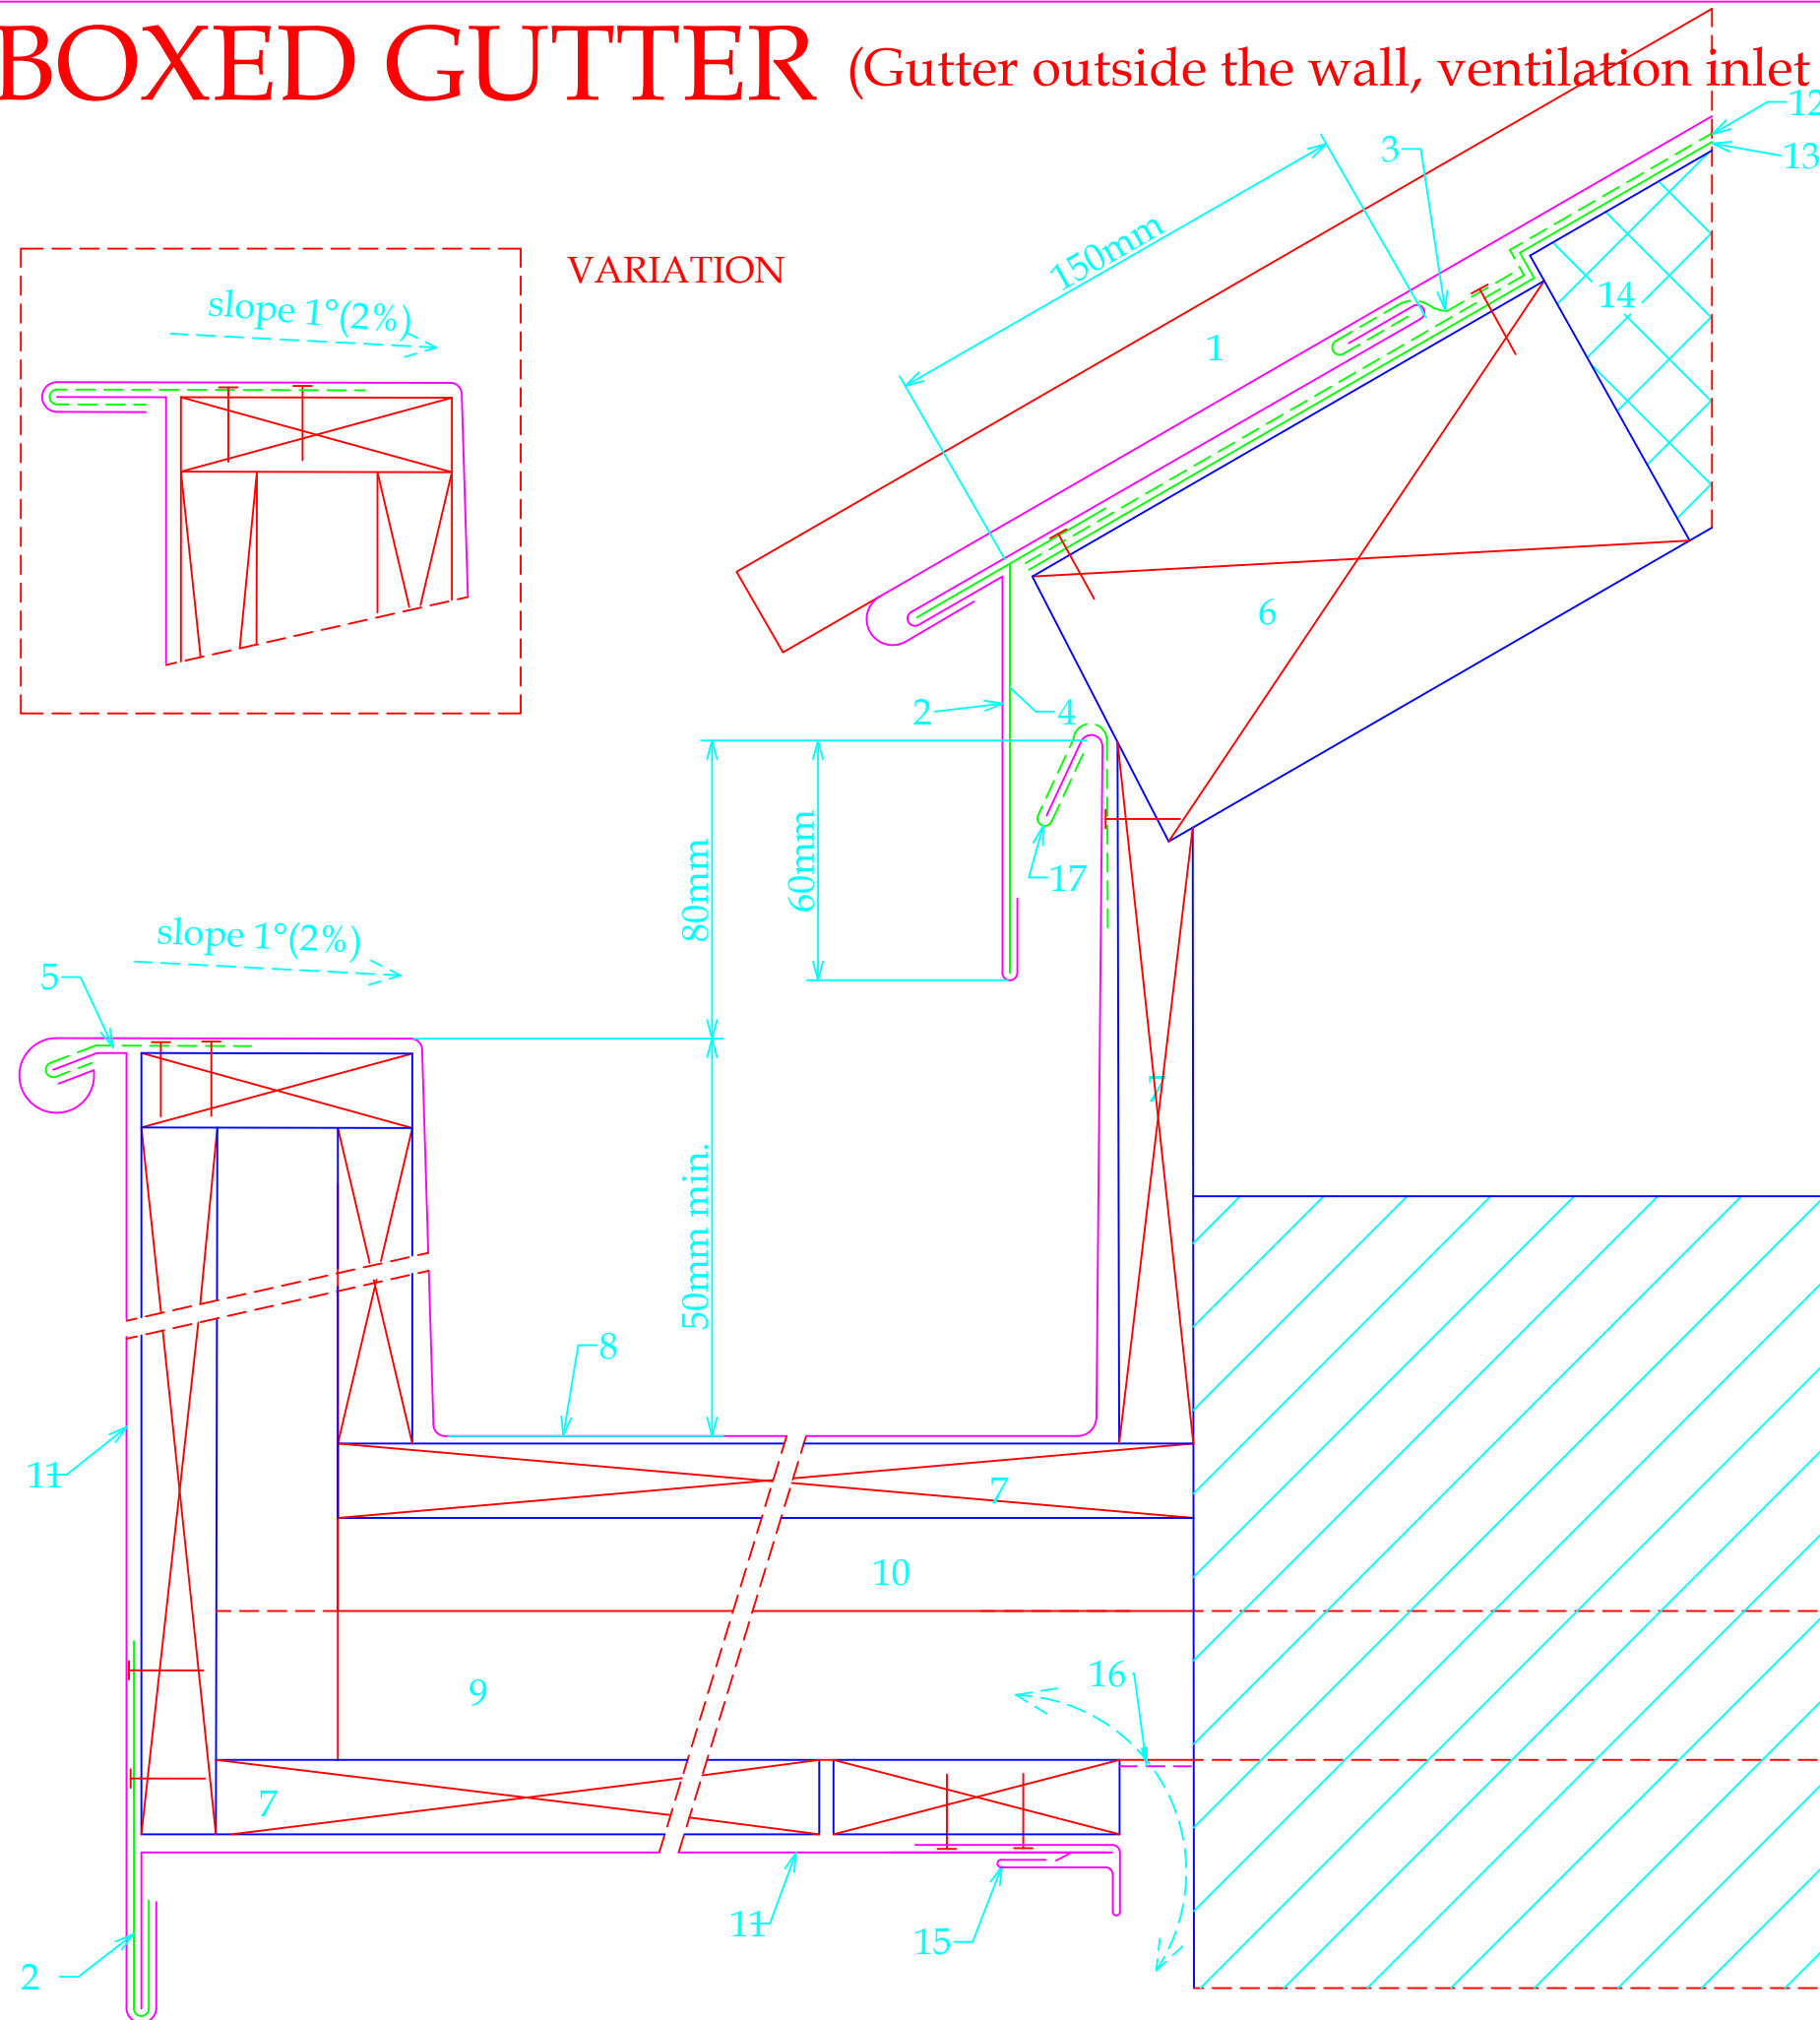 BOXED GUTTER (Gutter outside the wall, ventilation inlet
12
3
13
150mm
VARIATION
slope 1°(2%)
14
1
6
2
4
80mm
60mm
17
slope 1°(2%)
5
7
50mm min.
8
11
7
10
16
9
7
11
15
2